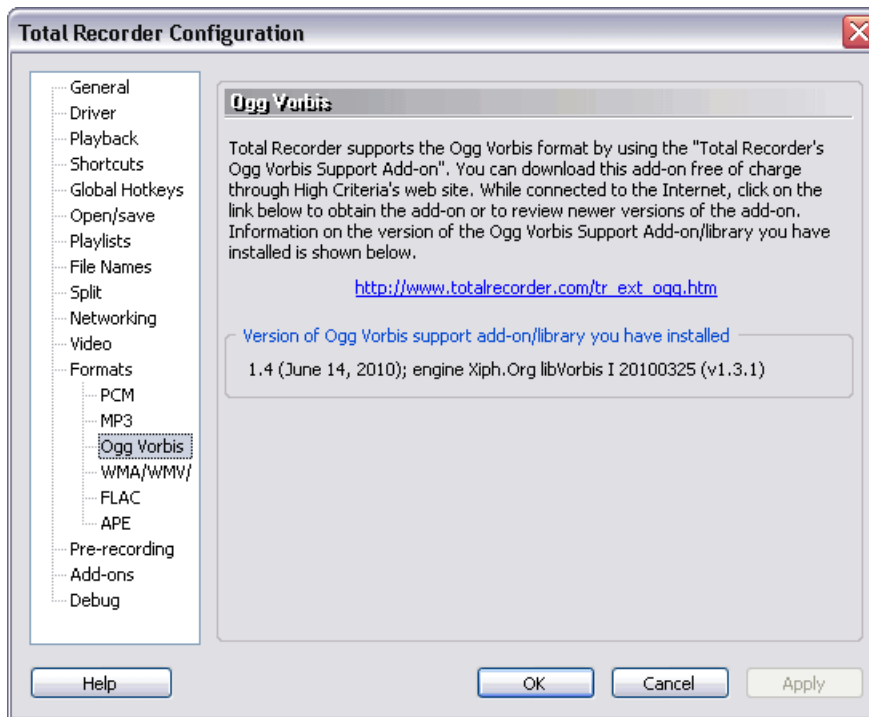 Total Recorder Configuration
General
Driver
Playback
Shortcuts
Global Hotkeys
Open/save
Playlists
File Names
Split
Networking
Video
Formats
PCM
MP3
Ogg Vorbis
WMA/WMV/
FLAC
APE
Pre-recording
Add-ons
Debug
Ogg Vorbis
Total Recorder supports the Ogg Vorbis format by using the "Total Recorder's
Ogg Vorbis Support Add-on". You can download this add-on free of charge
through High Criteria's web site. While connected to the Internet, click on the
link below to obtain the add-on or to review newer versions of the add-on.
Information on the version of the Ogg Vorbis Support Add-on/library you have
installed is shown below.
http://www.totalrecorder.com/tr_ext_ogg.htm
Version of Ogg Vorbis support add-on/library you have installed
1.4 (June 14, 2010); engine Xiph.Org libVorbis I 20100325 (v1.3.1)
Help
OK
Cancel
Apply